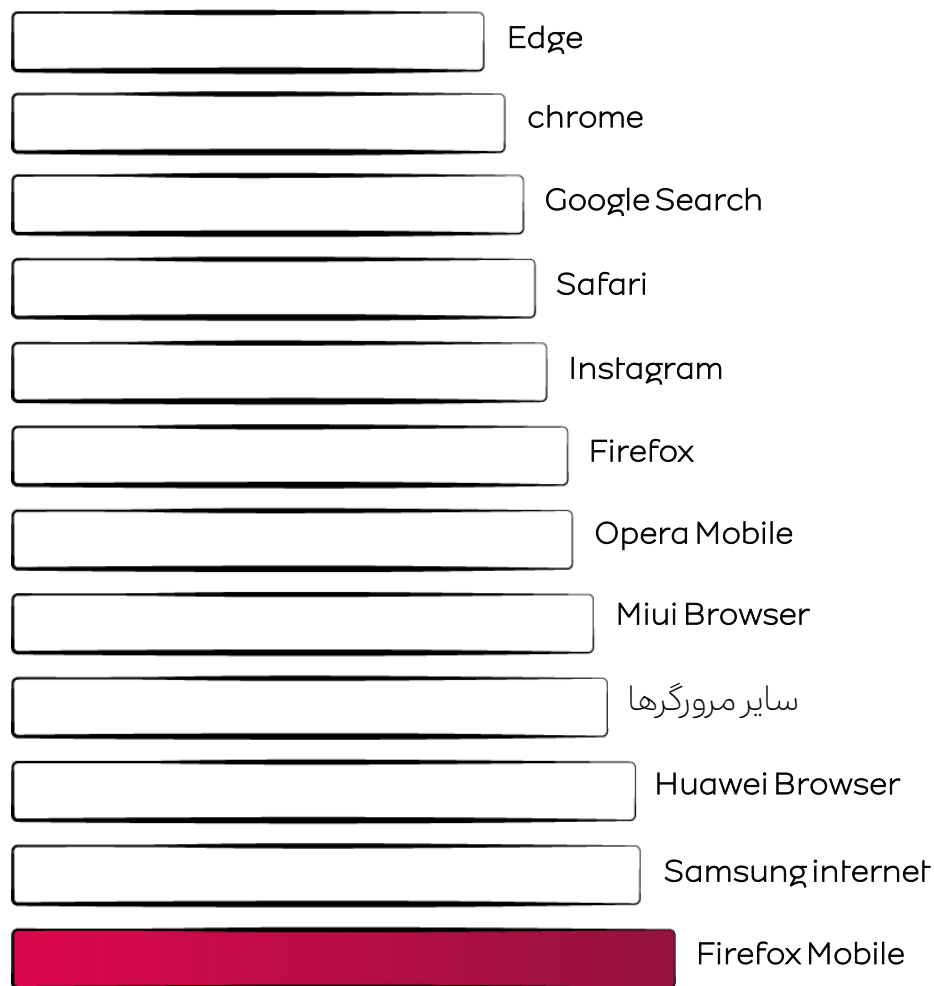 Edge
chrome
Google Search
Safari
Instagram
Firefox
Opera Mobile
Miui Browser
سایر مرورگرها
Huawei Browser
Samsung internet
Firefox Mobile